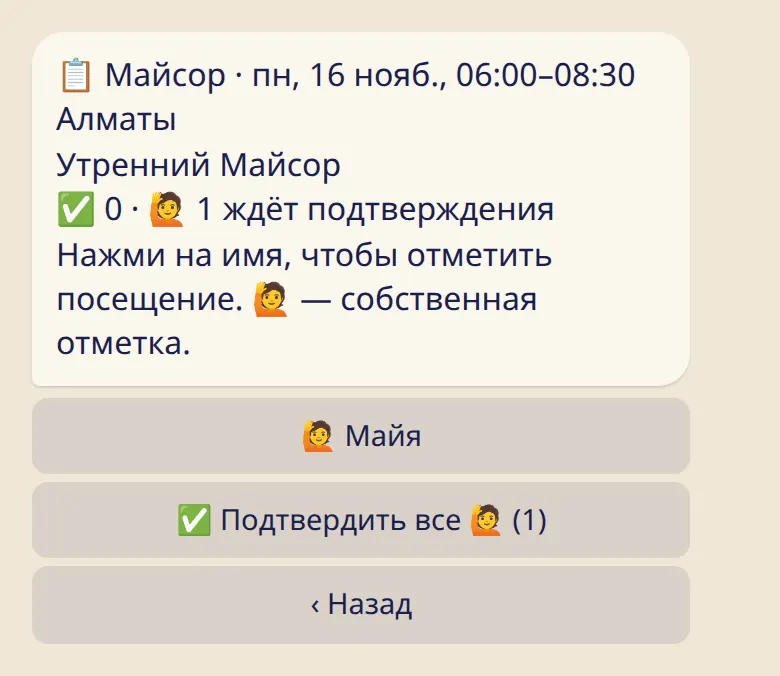 📋 Майсор · пн, 16 нояб., 06:00–08:30
Алматы
Утренний Майсор
✅ 0 · 🙋 1 ждёт подтверждения
Нажми на имя, чтобы отметить
посещение. 🙋 — собственная
отметка.
🙋 Майя
✅ Подтвердить все 🙋 (1)
‹ Назад